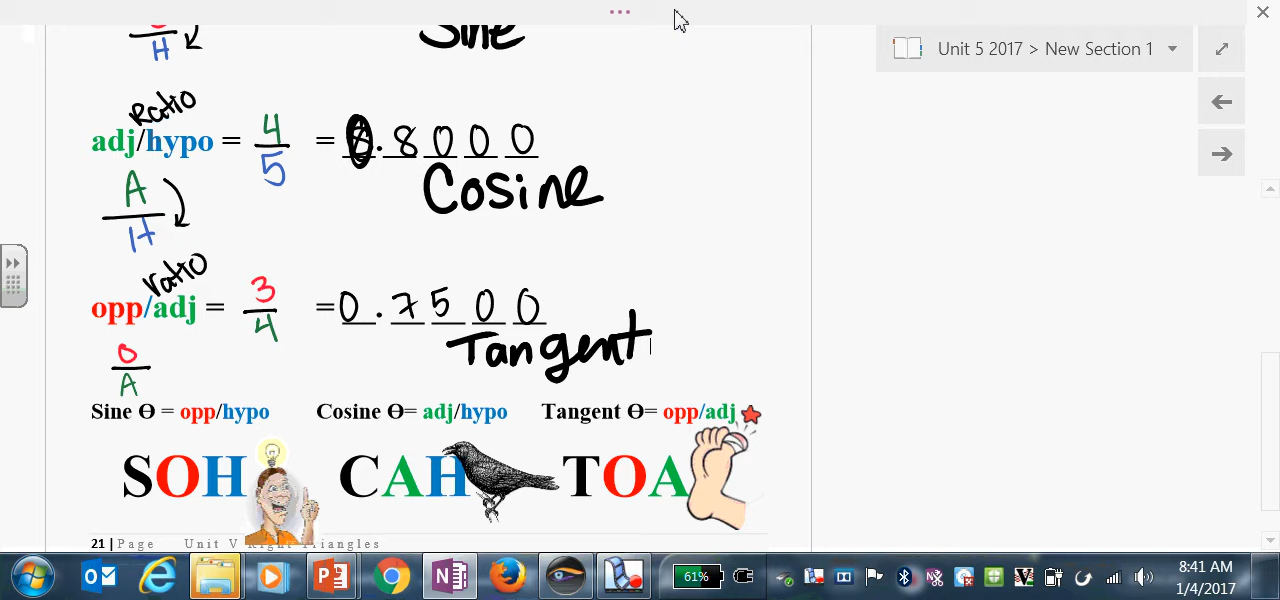 H
Sine
Unit 5 2017 > New Section 1
Ratio
adj/hypo = 4/5 = 0.8000
Cosine
A
H
ratio
opp/adj = 3/4 = 0.7500
Tangent
O
A
Sine Ө = opp/hypo Cosine Ө= adj/hypo Tangent Ө= opp/adj
SOH CAH TOA
21 | Page Unit V Right Triangles
61%
8:41 AM
1/4/2017